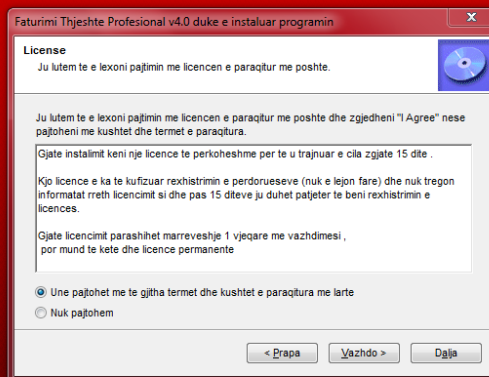 Faturimi Thjeshte Profesional v4.0 duke e instaluar programin
License
Ju lutem te e lexoni pajtimin me licencen e paraqitur me poshte.
Ju lutem te e lexoni pajtimin me licencen e paraqitur me poshte dhe zgjedheni "I Agree" nese
pajtoheni me kushtet dhe termet e paraqitura.
Gjate instalimit keni nje licence te perkoheshme per te u trajnuar e cila zgjate 15 dite .
Kjo licence e ka te kufizuar rexhistrimin e perdorueseve (nuk e lejon fare) dhe nuk tregon
informatat rreth licencimit si dhe pas 15 diteve ju duhet patjeter te beni rexhistrimin e
licences.
Gjate licencimit parashihet marreveshje 1 vjeqare me vazhdimesi ,
por mund te kete dhe licence permanente
Une pajtohet me te gjitha termet dhe kushtet e paraqitura me larte
Nuk pajtohem
< Prapa
Vazhdo >
Dalja